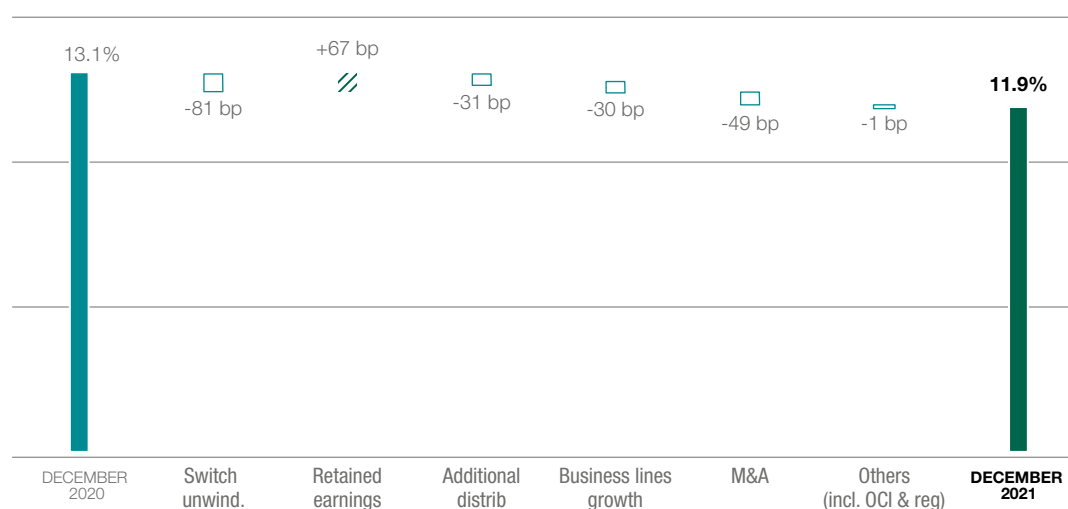 13.1%
+67 bp
-81 bp
-31 bp
-30 bp
-49 bp
-1 bp
11.9%
DECEMBER
2020
Switch
unwind.
Retained
earnings
Additional
distrib
Business lines
growth
M&A
Others
(incl. OCI & reg)
DECEMBER
2021